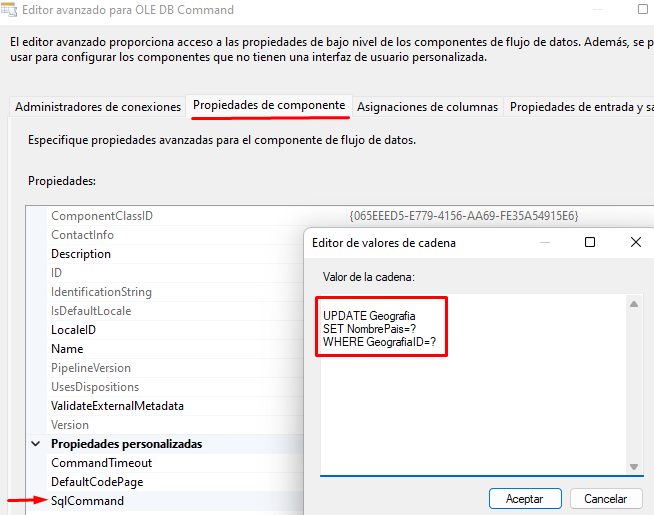 Editor avanzado para OLE DB Command
El editor avanzado proporciona acceso a las propiedades de bajo nivel de los componentes de flujo de datos. Además, se p
usar para configurar los componentes que no tienen una interfaz de usuario personalizada.
Administradores de conexiones Propiedades de componente Asignaciones de columnas Propiedades de entrada y sa
Especifique propiedades avanzadas para el componente de flujo de datos.
Propiedades:
ComponentClassID {065EEED5-E779-4156-AA69-FE35A54915E6}
ContactInfo
Description
ID
IdentificationString
IsDefaultLocale
LocaleID
Name
PipelineVersion
UsesDispositions
ValidateExternalMetadata
Version
Propiedades personalizadas
CommandTimeout
DefaultCodePage
SqlCommand
Editor de valores de cadena
Valor de la cadena:
UPDATE Geografia
SET NombrePais=?
WHERE GeografiaID=?
Aceptar Cancelar